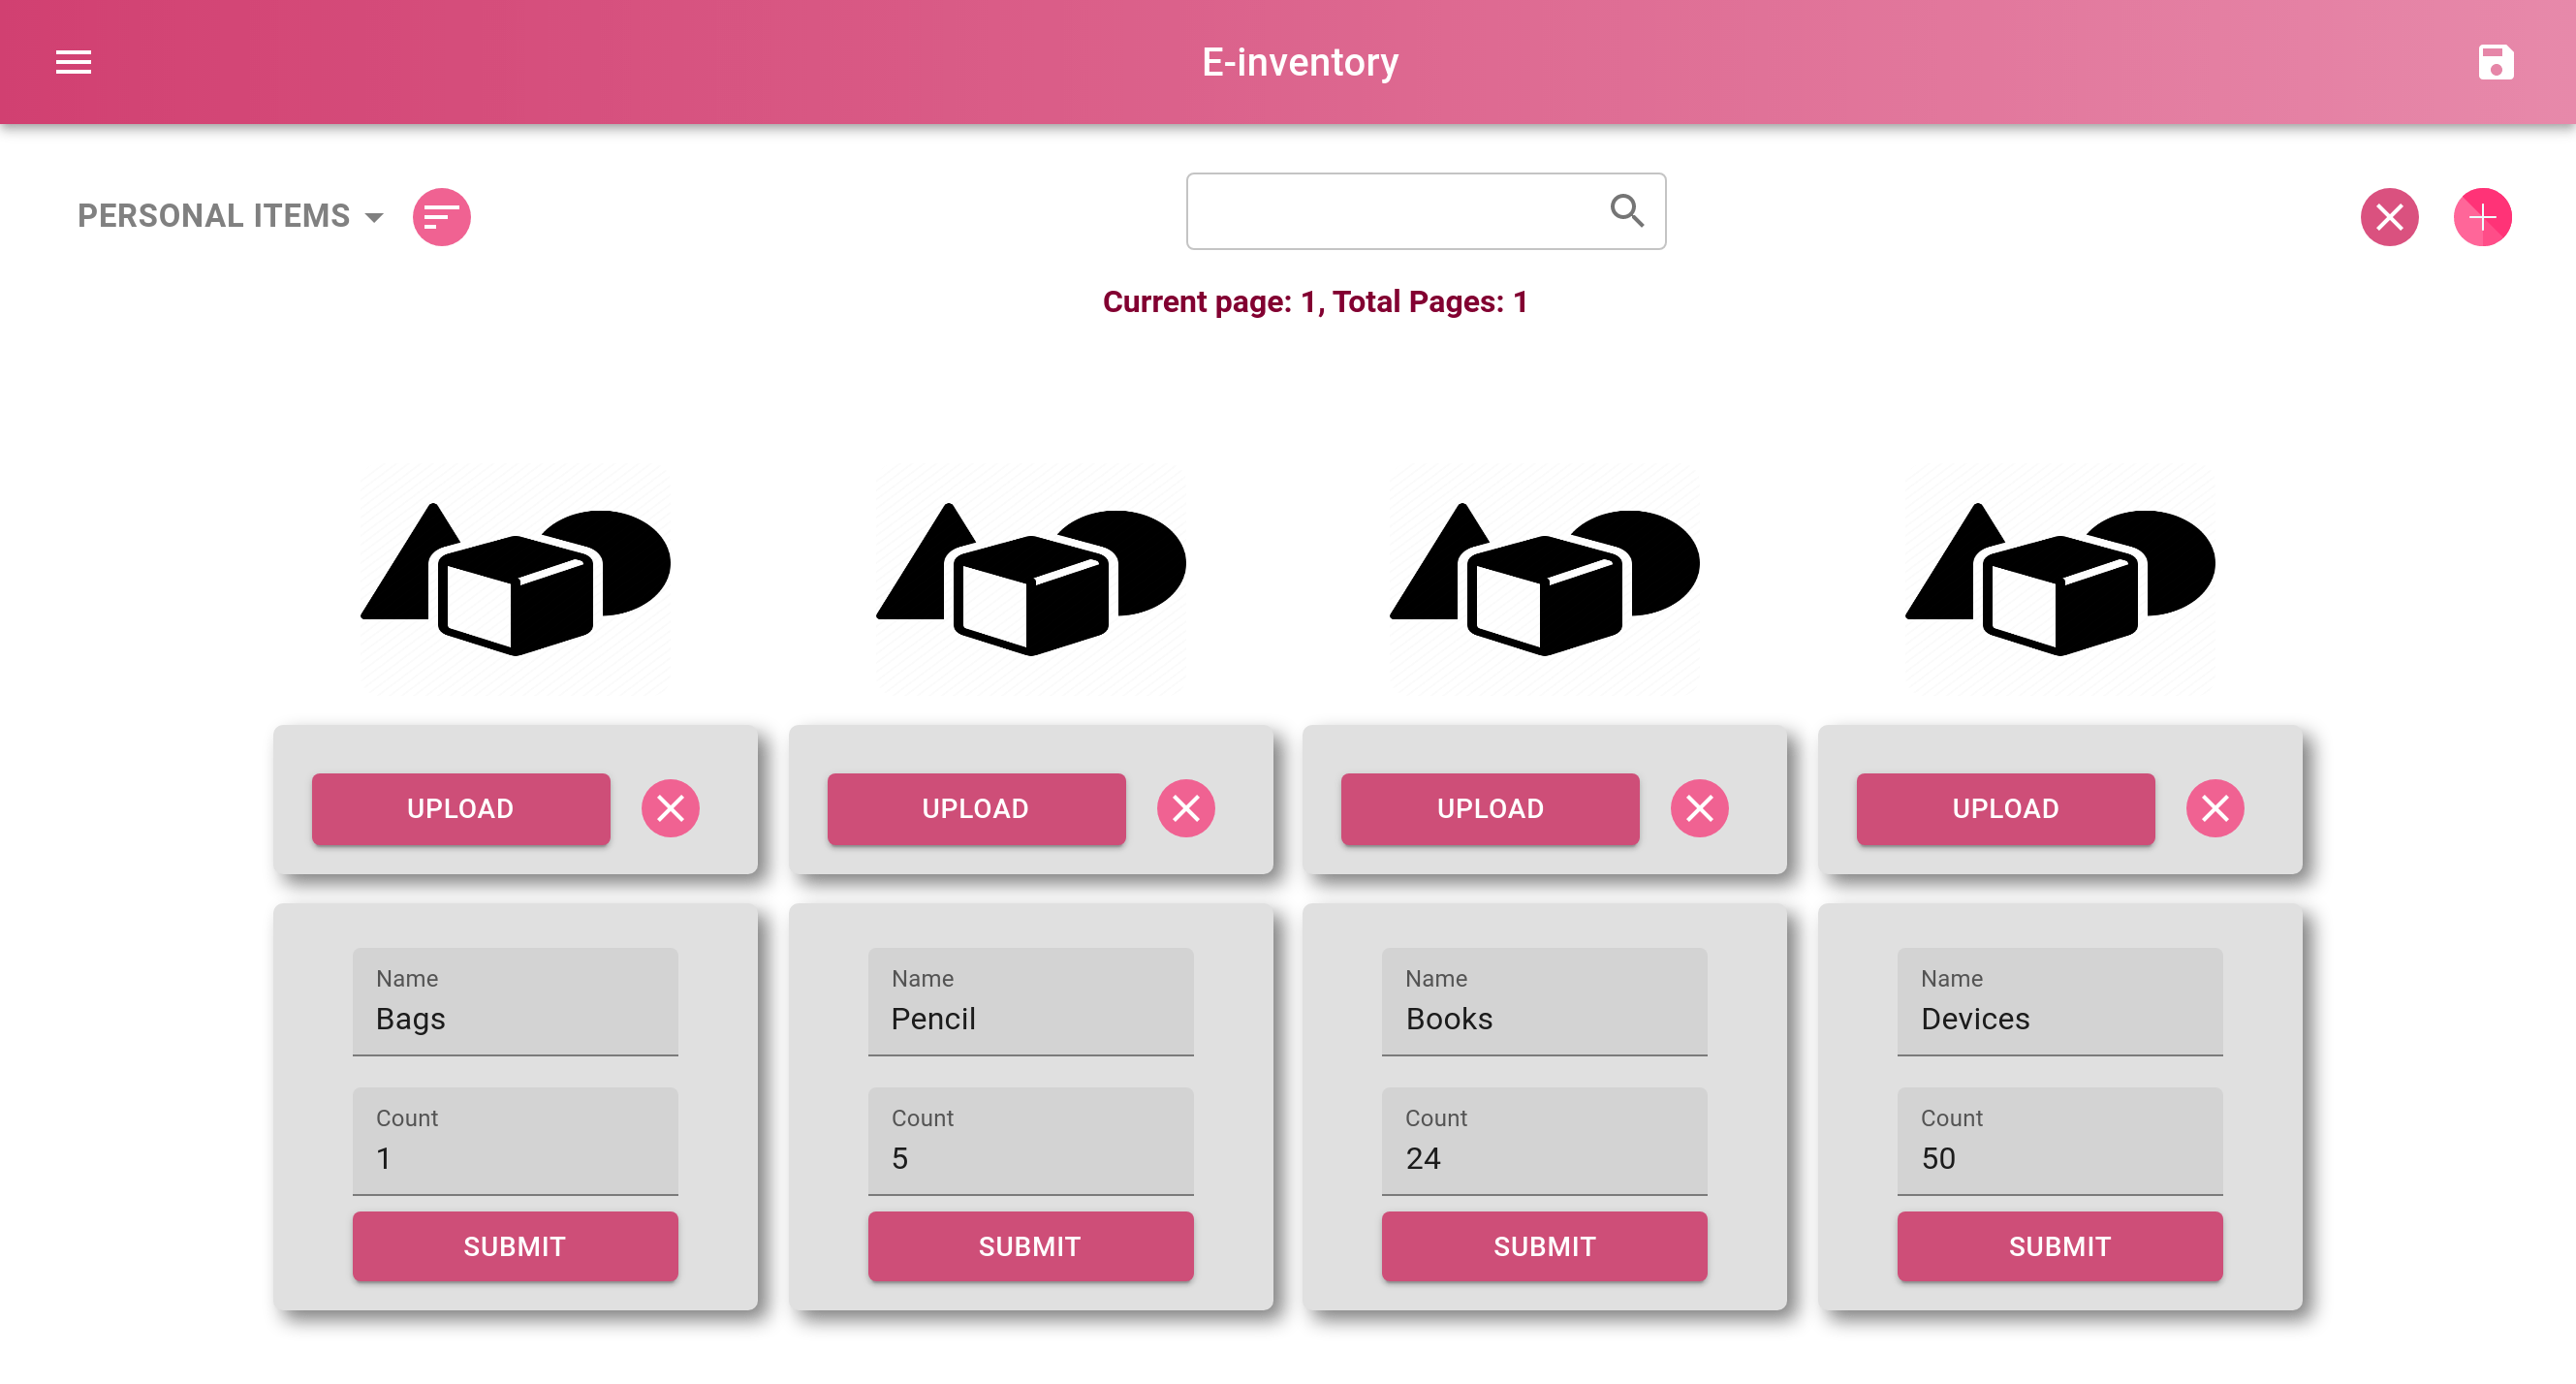 E-inventory
PERSONAL ITEMS
Current page: 1, Total Pages: 1
UPLOAD UPLOAD UPLOAD UPLOAD
Name Name Name Name
Bags Pencil Books Devices
Count Count Count Count
1 5 24 50
SUBMIT SUBMIT SUBMIT SUBMIT